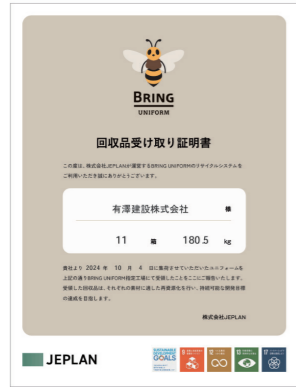 BRING
UNIFORM
回収品受け取り証明書
この度は、株式会社JEPLANが運営するBRING UNIFORMのリサイクルシステムを
ご利用いただき誠にありがとうございます。
有澤建設株式会社 様
11 箱 180.5 kg
貴社より 2024 年 10 月 4 日に集荷させていただいたユニフォームを
上記の通りBRING UNIFORM指定工場にて受領したことをここにご報告いたします。
受領した回収品は、それぞれの素材に適した再資源化を行い、持続可能な開発目標
の達成を目指します。
株式会社JEPLAN
JEPLAN
SUSTAINABLE
DEVELOPMENT
GOALS